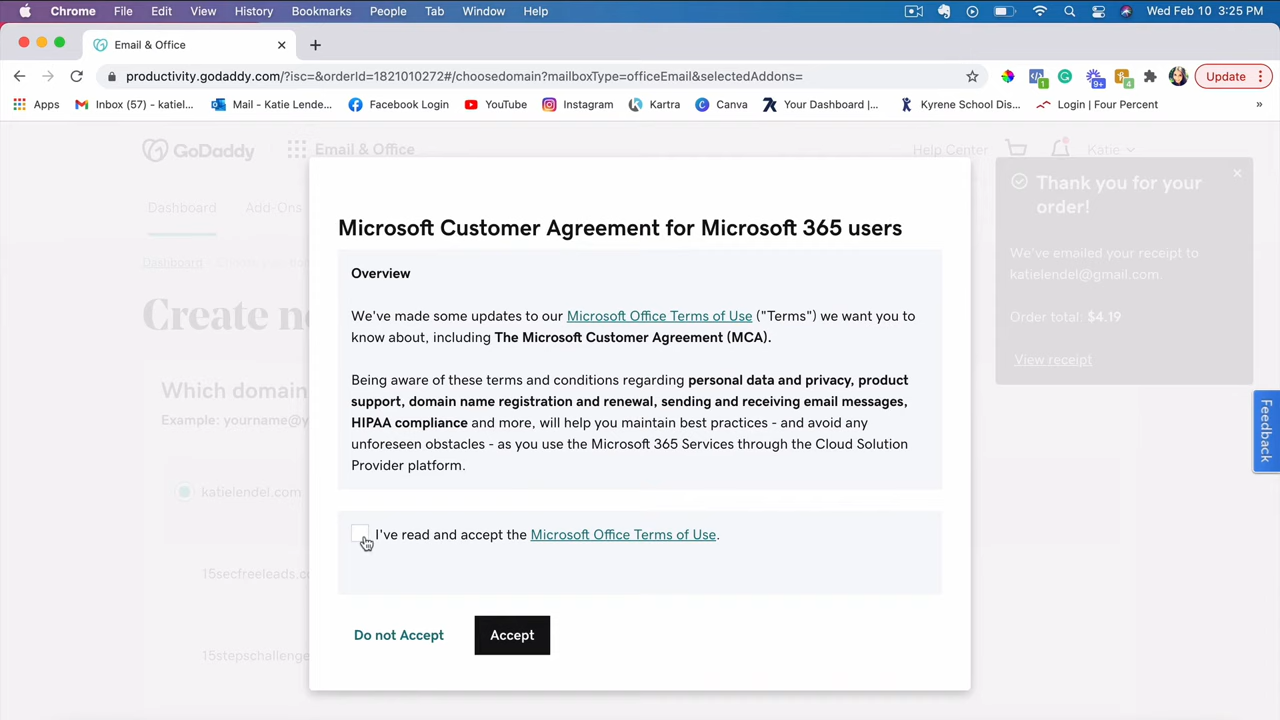 Chrome File Edit View History Bookmarks People Tab Window Help Wed Feb 10 3:25 PM
Email & Office
productivity.godaddy.com/?isc=&orderId=1821010272#/choosedomain?mailboxType=officeEmail&selectedAddons= Update
Apps Inbox (57) - katiel... Mail - Katie Lende... Facebook Login YouTube Instagram Kartra Canva Your Dashboard |... Kyrene School Dis... Login | Four Percent »
GoDaddy Email & Office Help Center Katie
Dashboard Add-Ons
Dashboard
Create n
Which domain
Example: yourname@y
katielendel.com
15secfreeleads.c
15stepschallenge
Microsoft Customer Agreement for Microsoft 365 users
Overview
We've made some updates to our Microsoft Office Terms of Use ("Terms") we want you to
know about, including The Microsoft Customer Agreement (MCA).
Being aware of these terms and conditions regarding personal data and privacy, product
support, domain name registration and renewal, sending and receiving email messages,
HIPAA compliance and more, will help you maintain best practices - and avoid any
unforeseen obstacles - as you use the Microsoft 365 Services through the Cloud Solution
Provider platform.
I've read and accept the Microsoft Office Terms of Use.
Do not Accept Accept
Thank you for your
order!
We've emailed your receipt to
katielendel@gmail.com.
Order total: $4.19
View receipt
Feedback